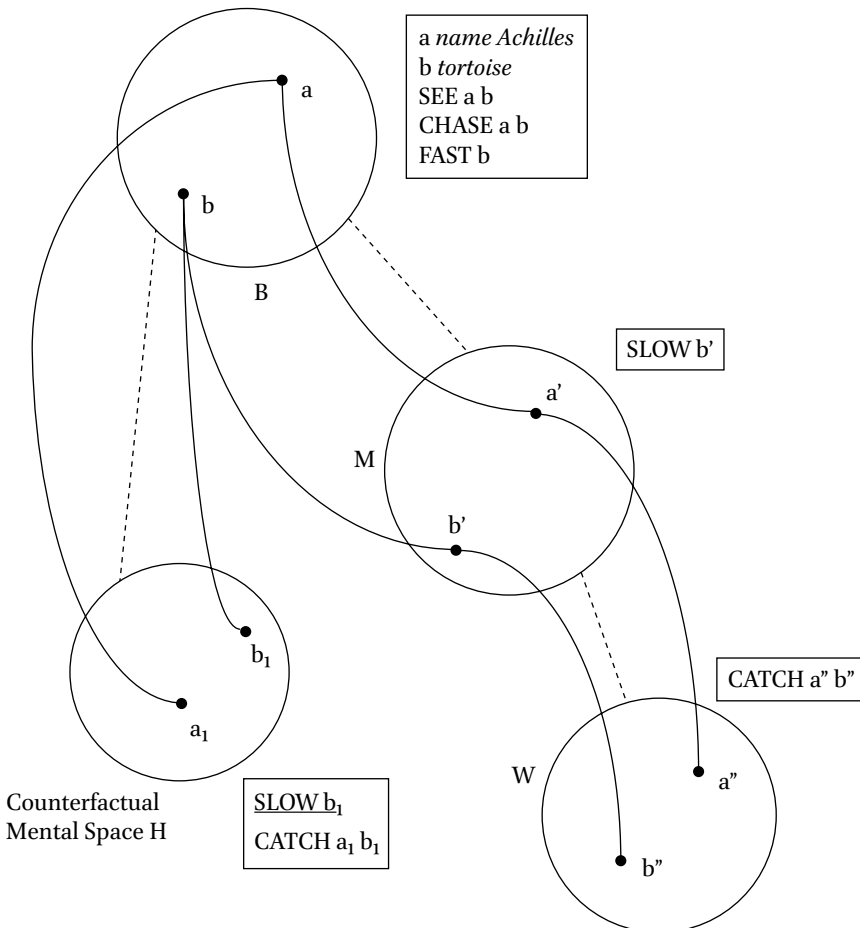 a name Achilles
b tortoise
SEE a b
CHASE a b
FAST b
a
b
B
SLOW b'
a'
M
b'
b₁
a₁
CATCH a” b”
W
a”
b”
Counterfactual
Mental Space H
SLOW b₁
CATCH a₁ b₁